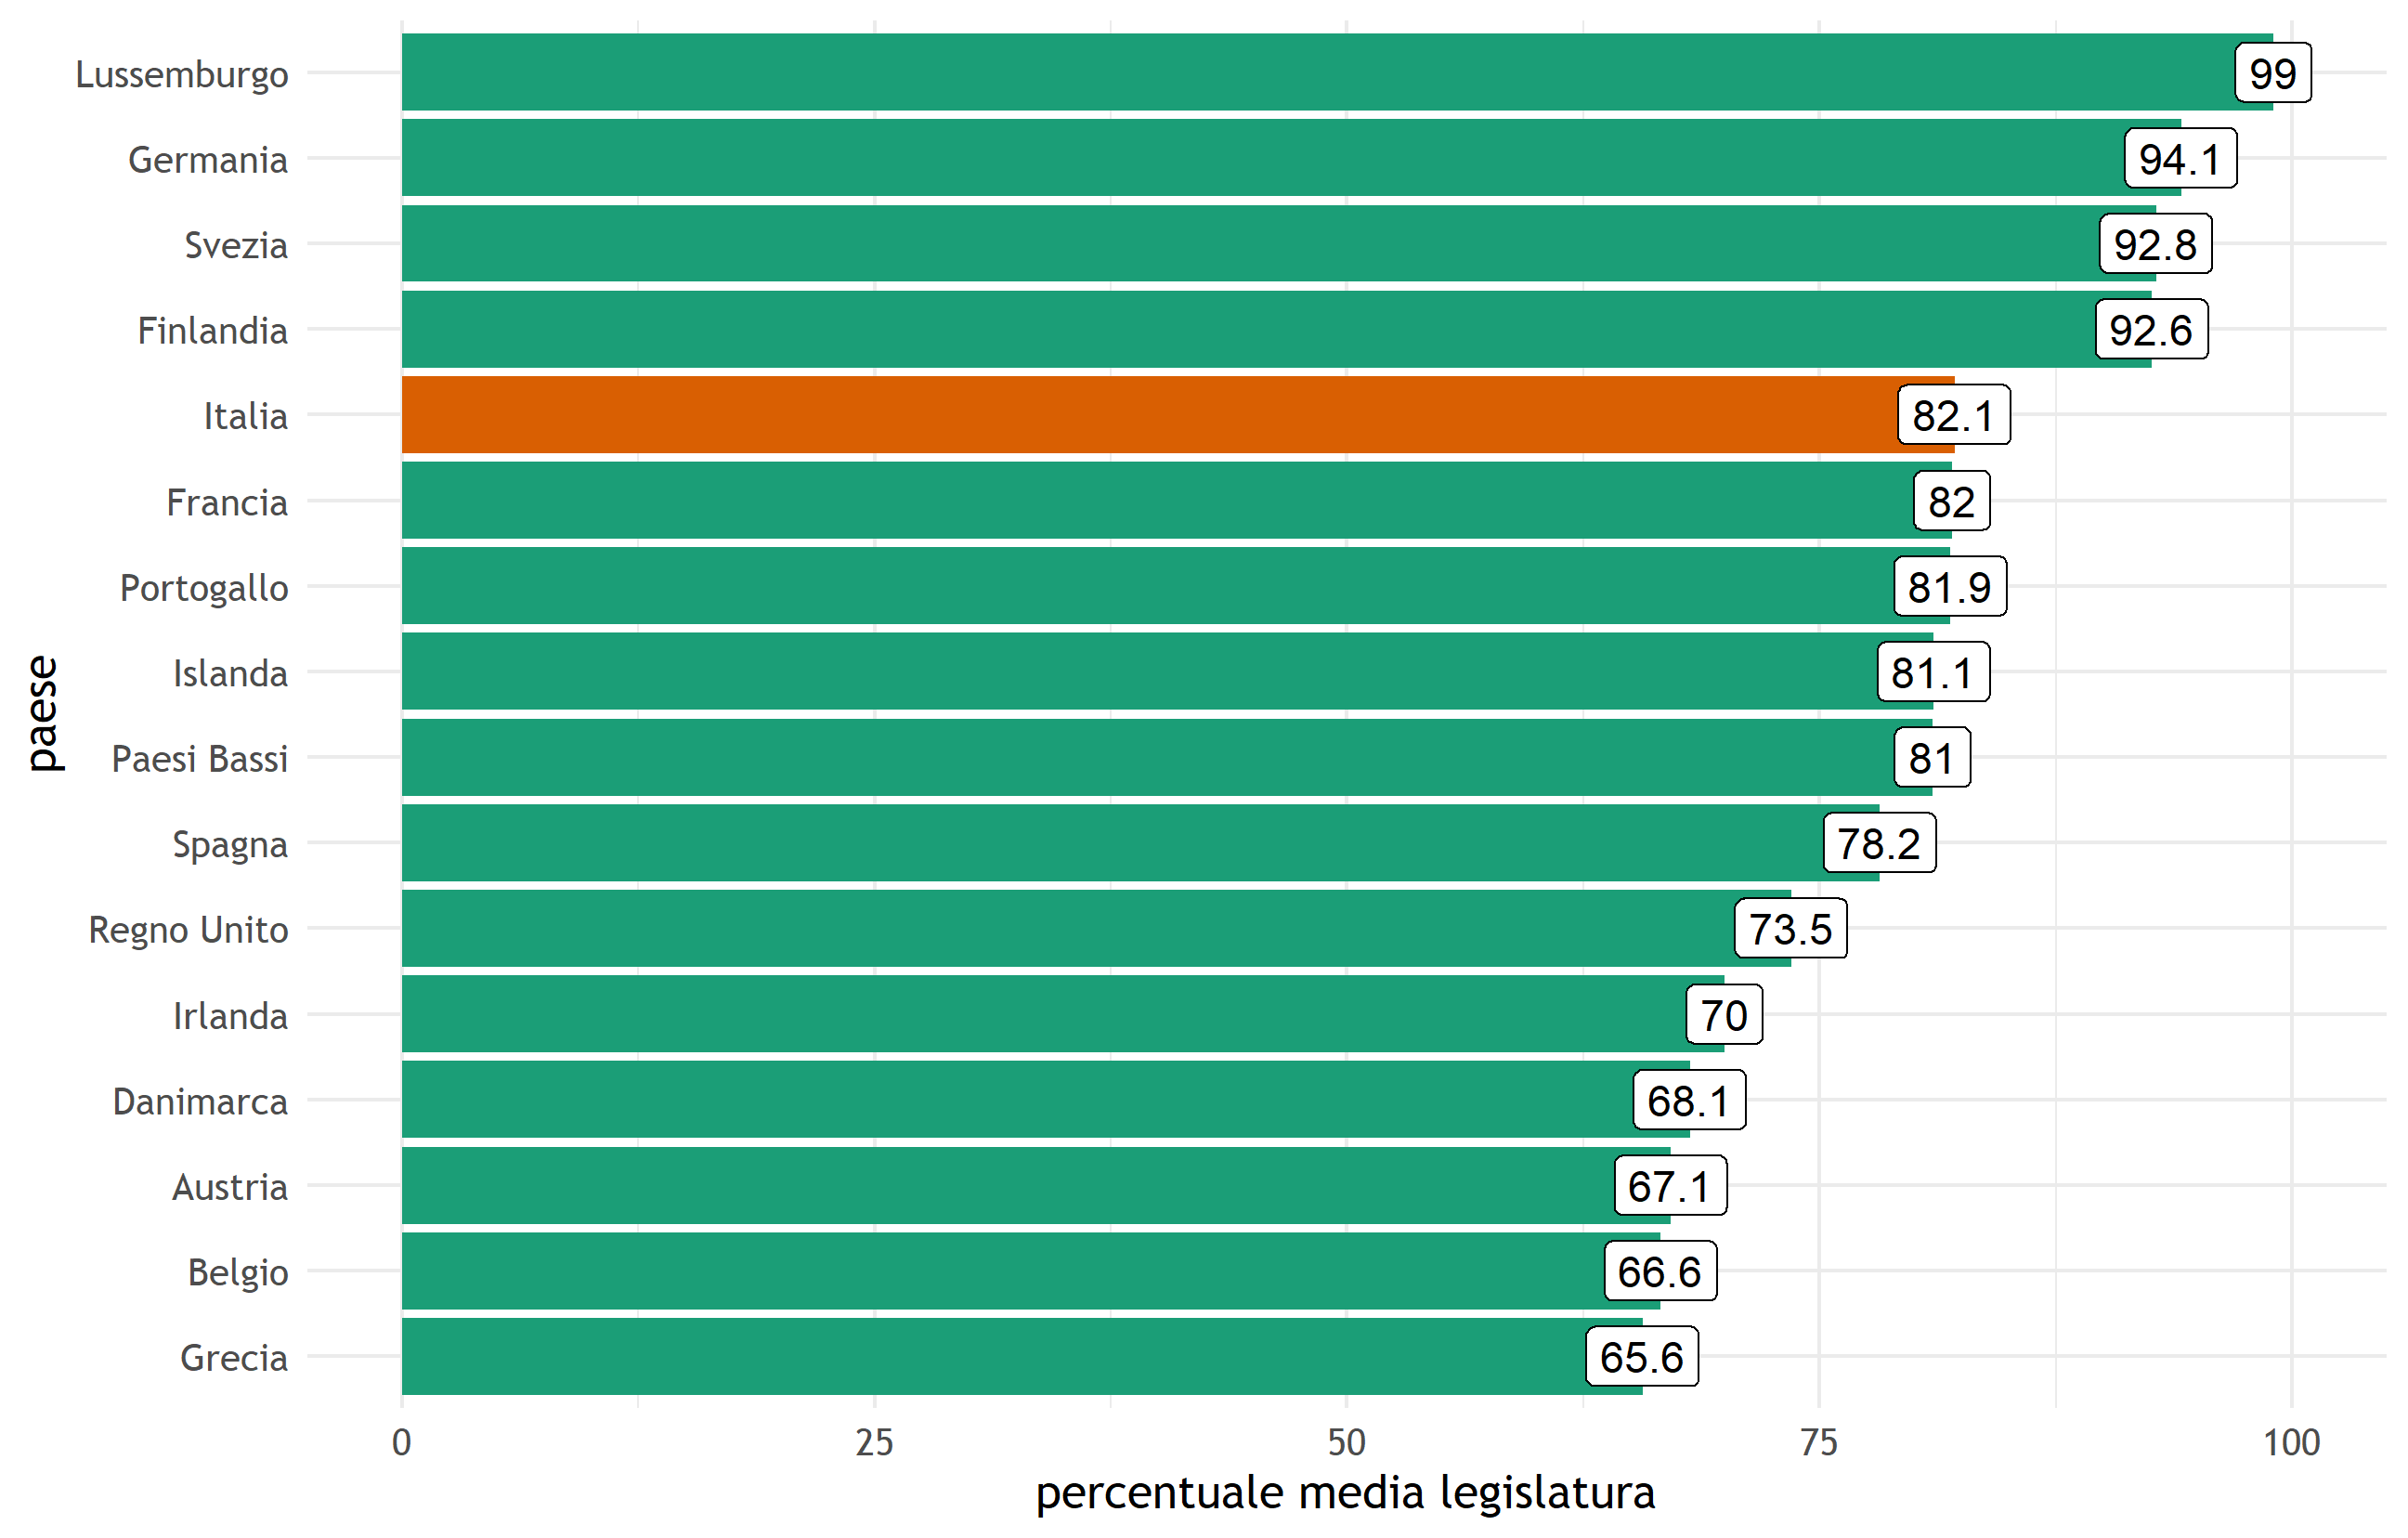 Lussemburgo 99
Germania 94.1
Svezia 92.8
Finlandia 92.6
Italia 82.1
Francia 82
Portogallo 81.9
Islanda 81.1
Paesi Bassi 81
Spagna 78.2
Regno Unito 73.5
Irlanda 70
Danimarca 68.1
Austria 67.1
Belgio 66.6
Grecia 65.6
paese
0 25 50 75 100
percentuale media legislatura